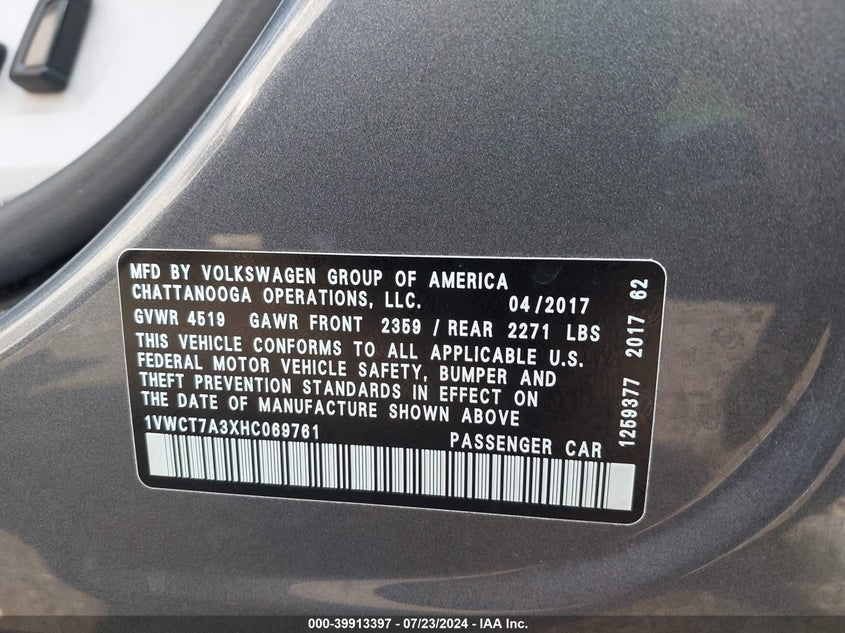 MFD BY VOLKSWAGEN GROUP OF AMERICA
CHATTANOOGA OPERATIONS, LLC. 04/2017
GVWR 4519 GAWR FRONT 2359 / REAR 2271 LBS
THIS VEHICLE CONFORMS TO ALL APPLICABLE U.S.
FEDERAL MOTOR VEHICLE SAFETY, BUMPER AND
THEFT PREVENTION STANDARDS IN EFFECT ON
THE DATE OF MANUFACTURE SHOWN ABOVE
1VWCT7A3XHC069761 PASSENGER CAR
1259377 2017 62
000-39913397 / 07/23/2024 - IAA Inc.